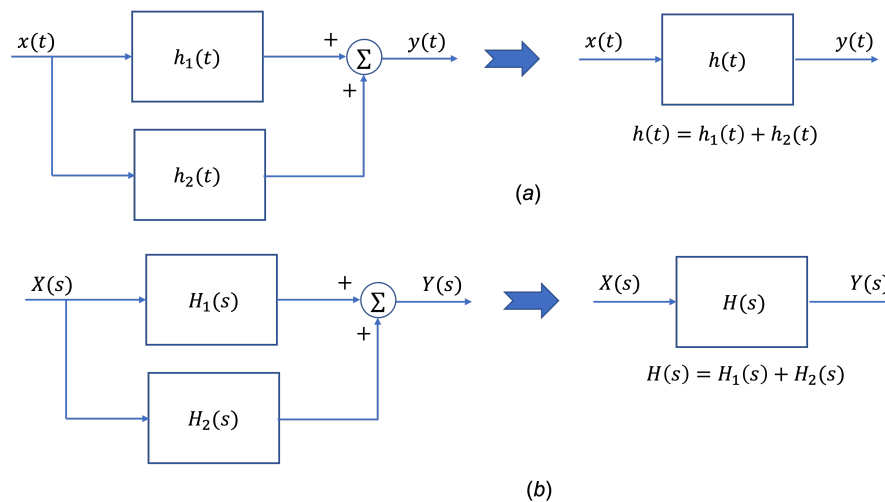 x(t) h₁(t) + Σ y(t) x(t) h(t) y(t)
+
h(t) = h₁(t) + h₂(t)
h₂(t)
(a)
X(s) H₁(s) + Σ Y(s) X(s) H(s) Y(s)
+
H(s) = H₁(s) + H₂(s)
H₂(s)
(b)